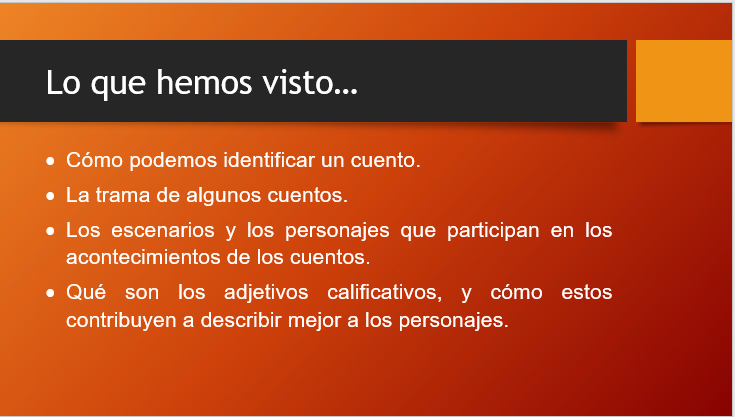 Lo que hemos visto...
• Cómo podemos identificar un cuento.
• La trama de algunos cuentos.
• Los escenarios y los personajes que participan en los
acontecimientos de los cuentos.
• Qué son los adjetivos calificativos, y cómo estos
contribuyen a describir mejor a los personajes.